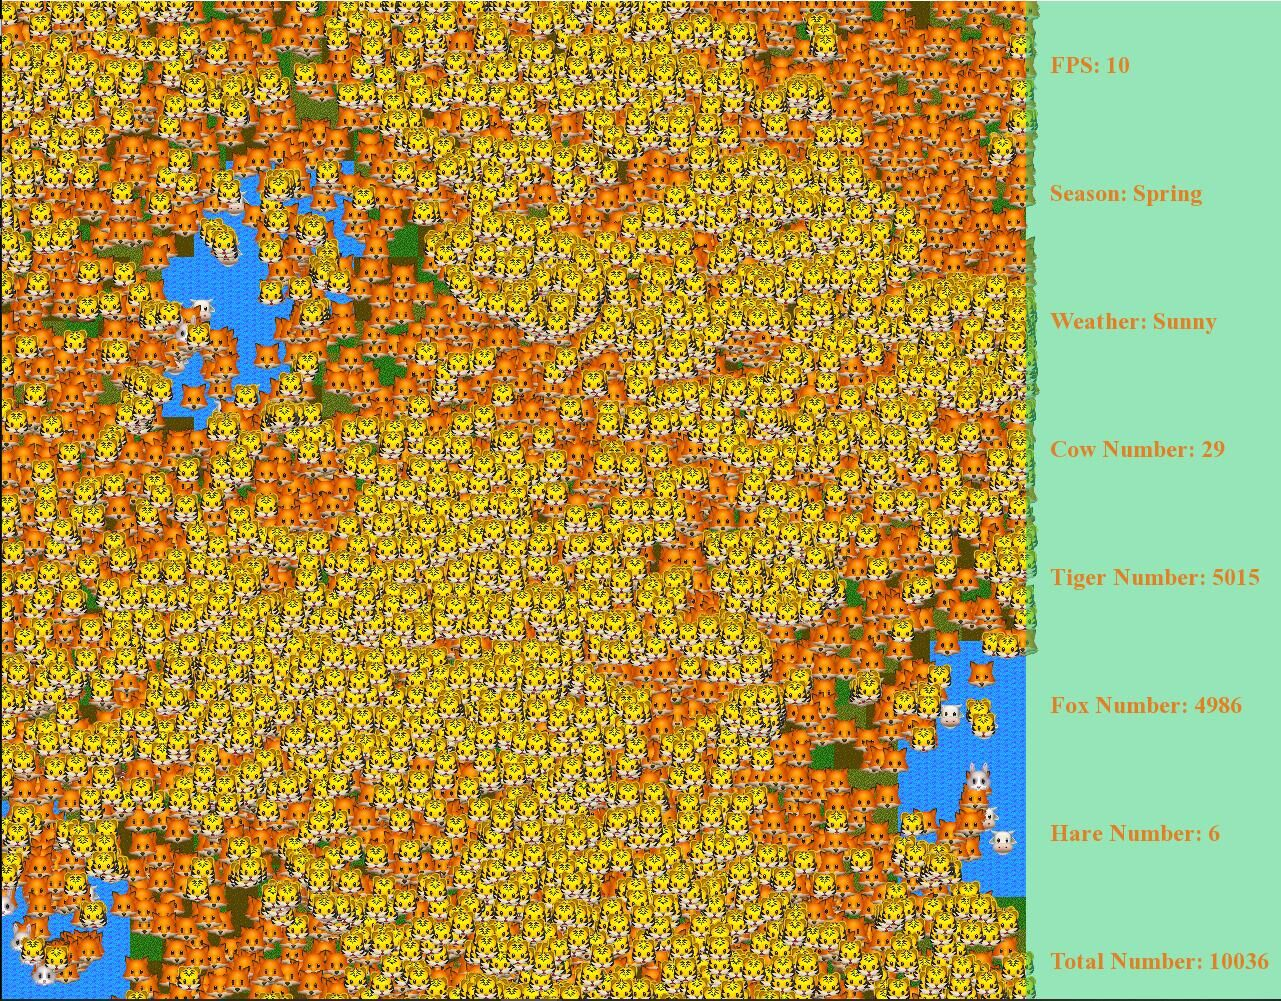 FPS: 10
Season: Spring
Weather: Sunny
Cow Number: 29
Tiger Number: 5015
Fox Number: 4986
Hare Number: 6
Total Number: 10036